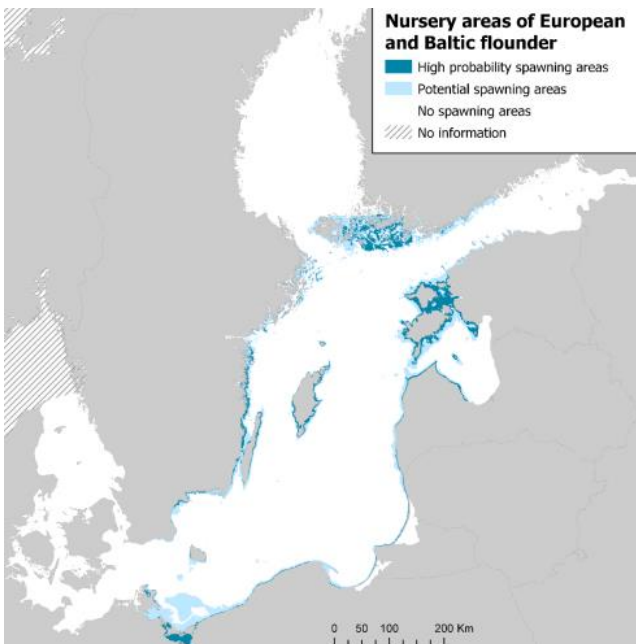 Nursery areas of European
and Baltic flounder
High probability spawning areas
Potential spawning areas
No spawning areas
No information
0 50 100 200 Km